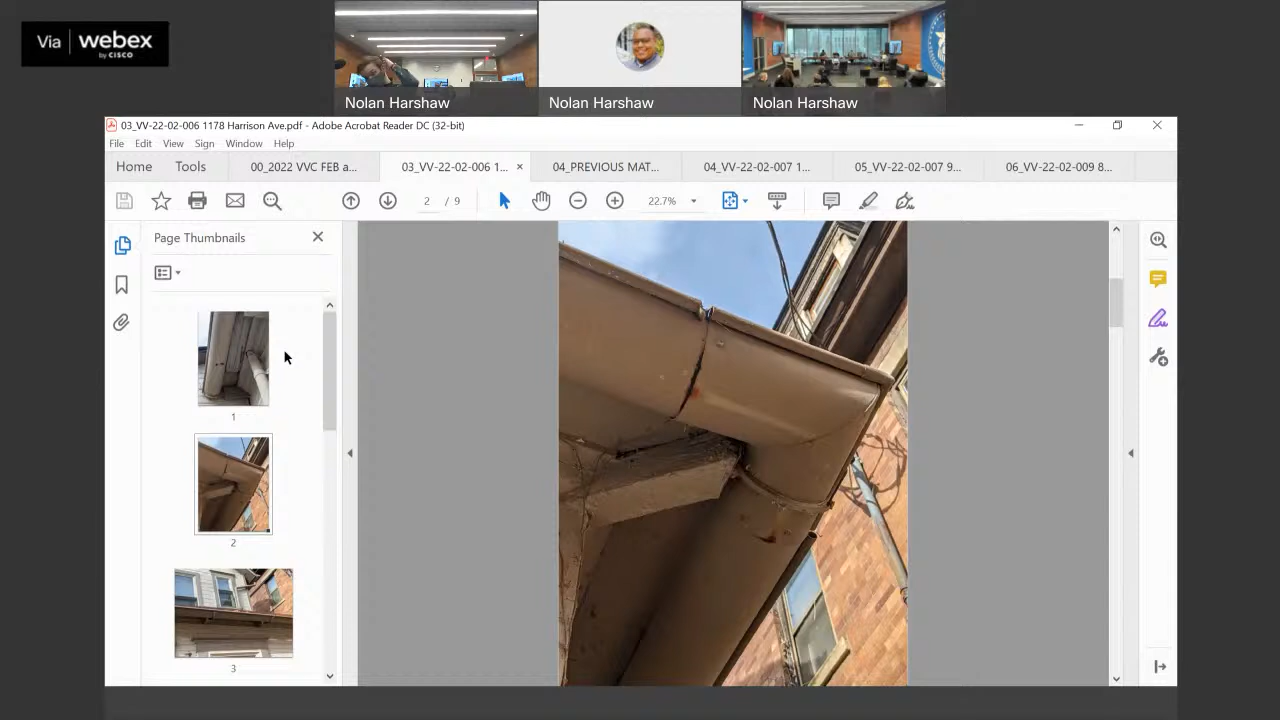 Via webex
by CISCO
Nolan Harshaw
Nolan Harshaw
Nolan Harshaw
03_VV-22-02-006 1178 Harrison Ave.pdf - Adobe Acrobat Reader DC (32-bit)
File Edit View Sign Window Help
Home Tools 00_2022 VVC FEB a... 03_VV-22-02-006 1... × 04_PREVIOUS MAT... 04_VV-22-02-007 1... 05_VV-22-02-007 9... 06_VV-22-02-009 8...
2 / 9 22.7%
Page Thumbnails
1
2
3